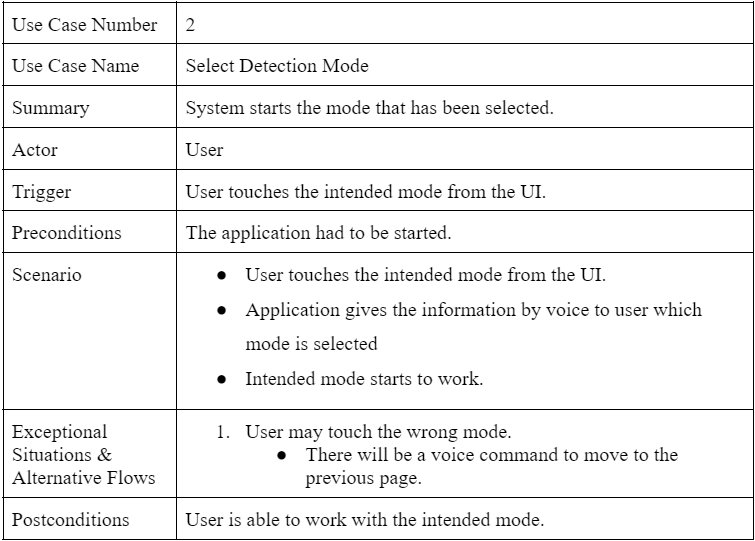 Use Case Number 2
Use Case Name Select Detection Mode
Summary System starts the mode that has been selected.
Actor User
Trigger User touches the intended mode from the UI.
Preconditions The application had to be started.
Scenario ● User touches the intended mode from the UI.
● Application gives the information by voice to user which
mode is selected
● Intended mode starts to work.
Exceptional
Situations &
Alternative Flows
1. User may touch the wrong mode.
● There will be a voice command to move to the
previous page.
Postconditions User is able to work with the intended mode.